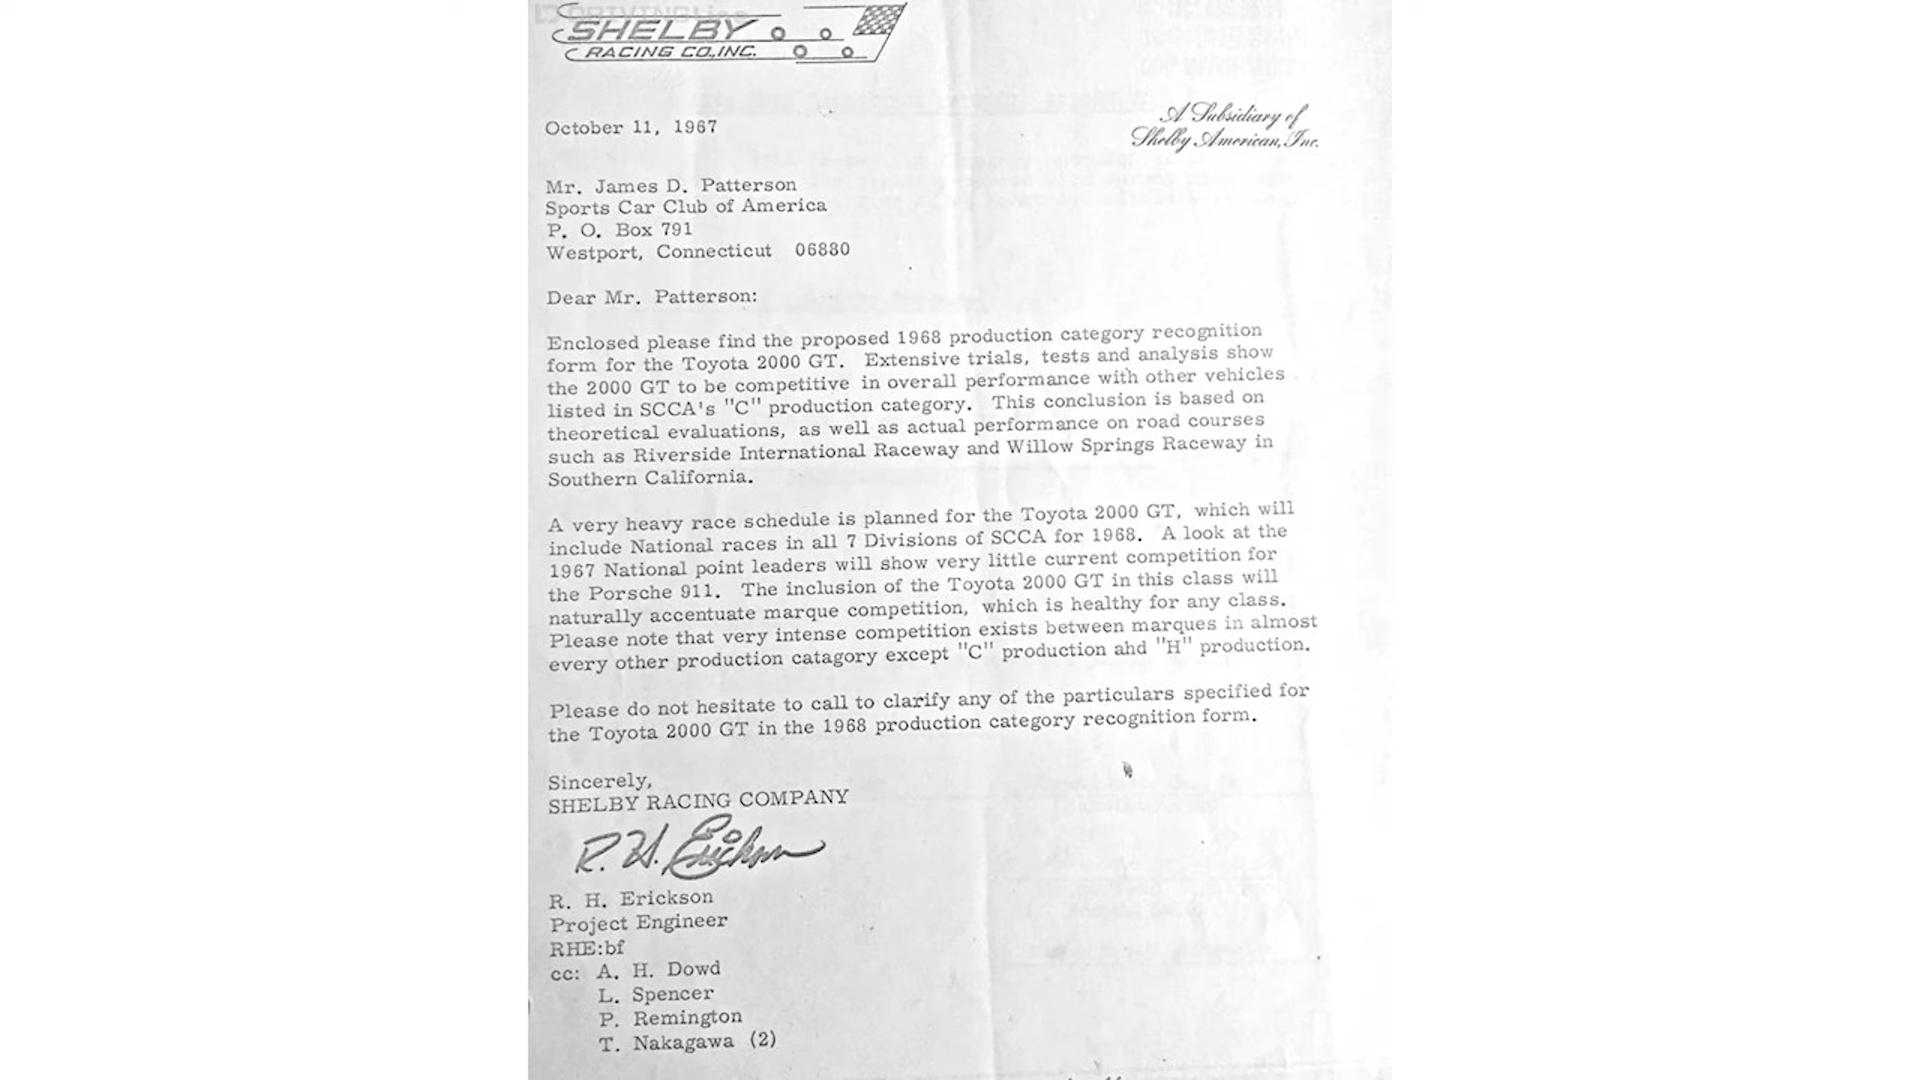 DRIVINGLine
SHELBY
RACING CO., INC.
A Subsidiary of
Shelby American, Inc.
October 11, 1967
Mr. James D. Patterson
Sports Car Club of America
P. O. Box 791
Westport, Connecticut 06880
Dear Mr. Patterson:
Enclosed please find the proposed 1968 production category recognition
form for the Toyota 2000 GT. Extensive trials, tests and analysis show
the 2000 GT to be competitive in overall performance with other vehicles
listed in SCCA's "C" production category. This conclusion is based on
theoretical evaluations, as well as actual performance on road courses
such as Riverside International Raceway and Willow Springs Raceway in
Southern California.
A very heavy race schedule is planned for the Toyota 2000 GT, which will
include National races in all 7 Divisions of SCCA for 1968. A look at the
1967 National point leaders will show very little current competition for
the Porsche 911. The inclusion of the Toyota 2000 GT in this class will
naturally accentuate marque competition, which is healthy for any class.
Please note that very intense competition exists between marques in almost
every other production catagory except "C" production ahd "H" production.
Please do not hesitate to call to clarify any of the particulars specified for
the Toyota 2000 GT in the 1968 production category recognition form.
Sincerely,
SHELBY RACING COMPANY
R. H. Erickson
R. H. Erickson
Project Engineer
RHE:bf
cc: A. H. Dowd
L. Spencer
P. Remington
T. Nakagawa (2)